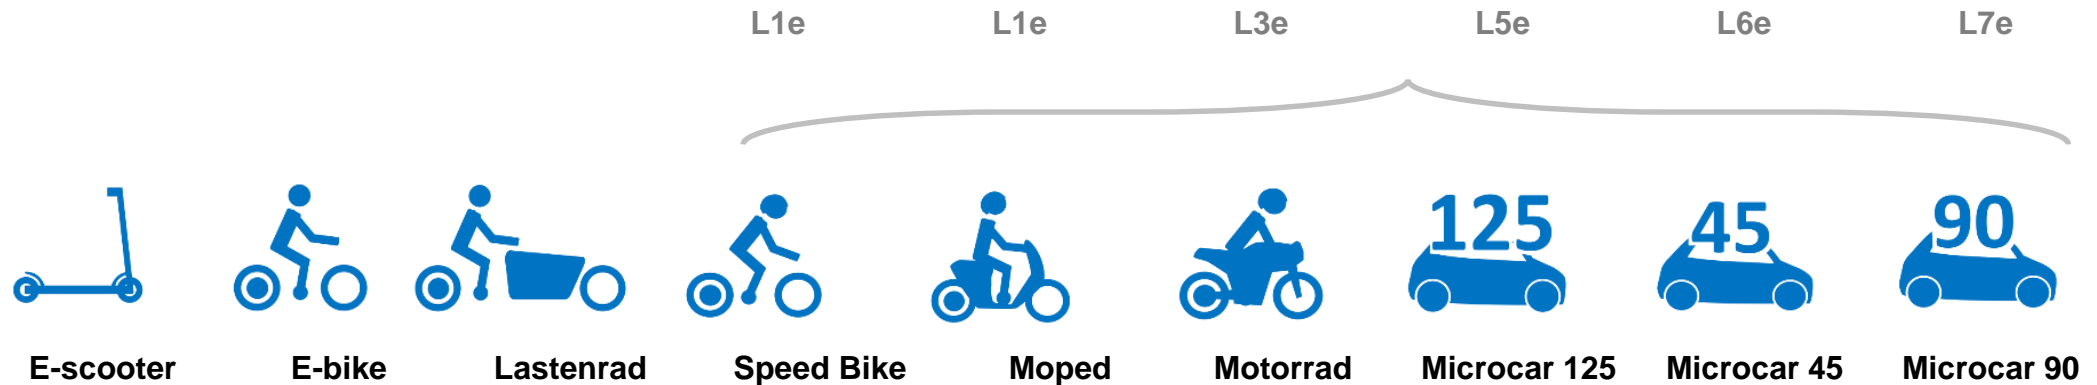 L1e L1e L3e L5e L6e L7e
125 45 90
E-scooter E-bike Lastenrad Speed Bike Moped Motorrad Microcar 125 Microcar 45 Microcar 90